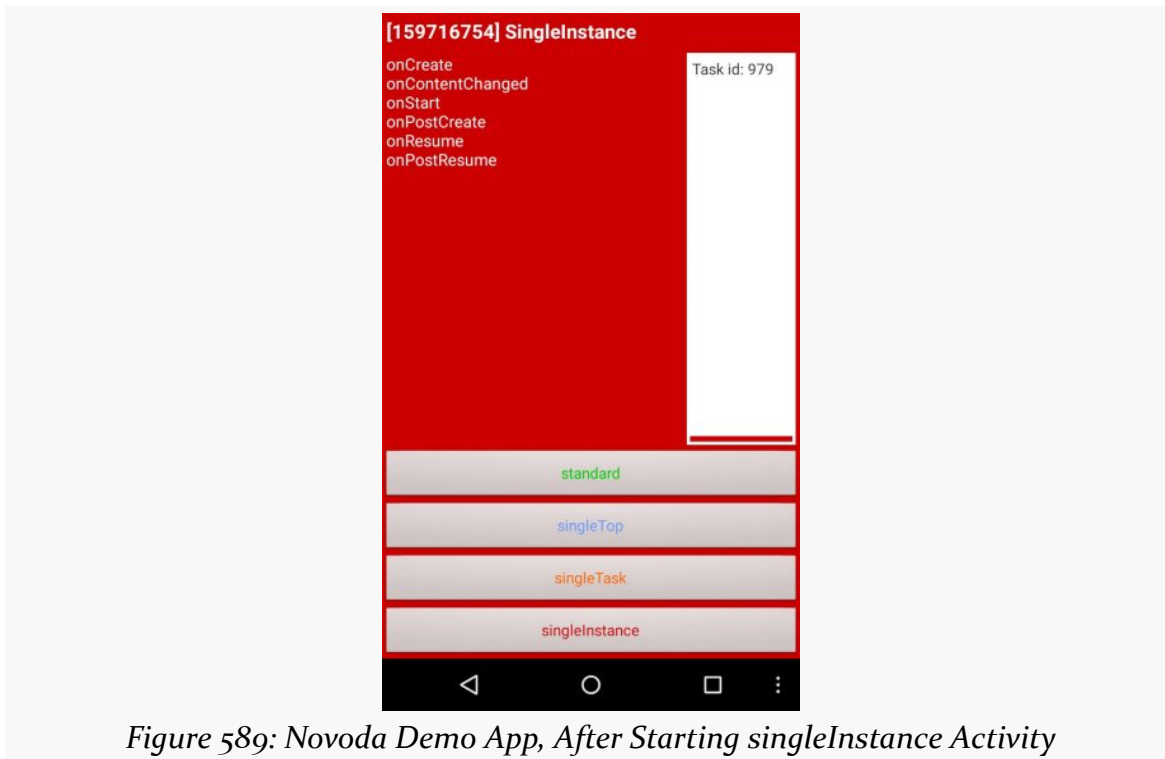 [159716754] SingleInstance
onCreate
onContentChanged
onStart
onPostCreate
onResume
onPostResume
Task id: 979
standard
singleTop
singleTask
singleInstance
Figure 589: Novoda Demo App, After Starting singleInstance Activity